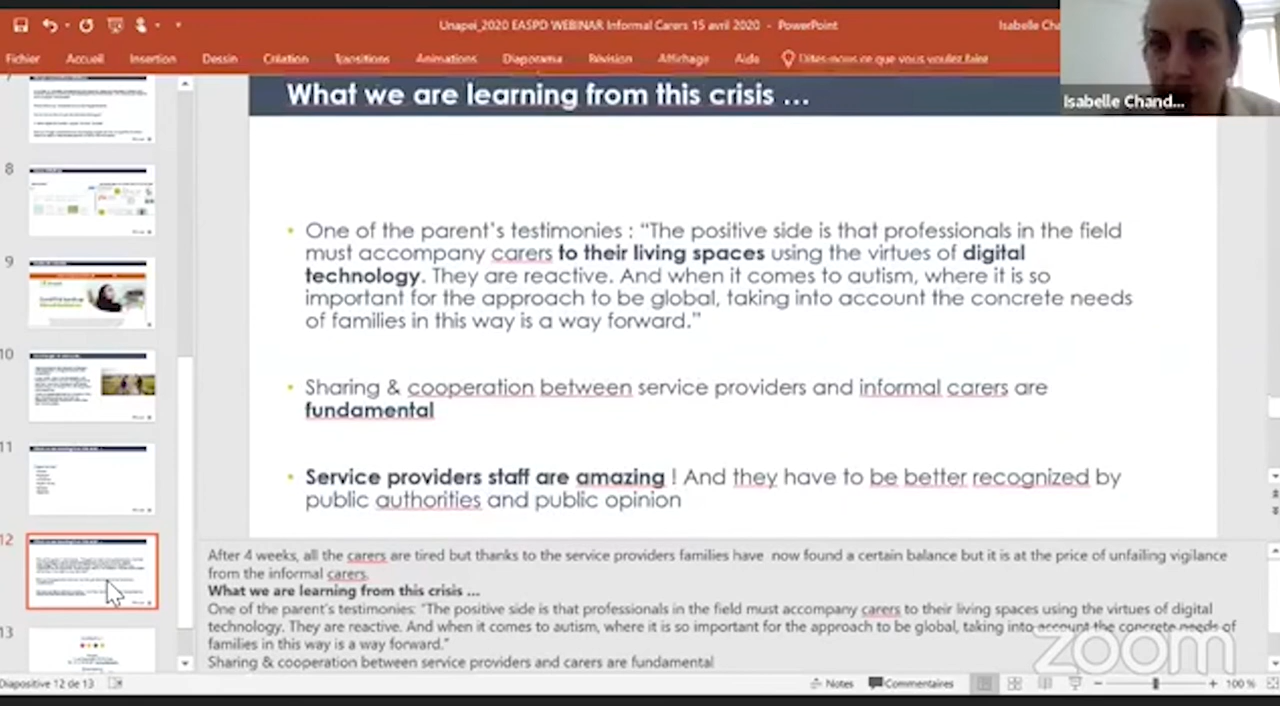 Unapei_2020 EASPD WEBINAR Informal Carers 15 avril 2020 - PowerPoint
Isabelle Cha
Fichier Accueil Insertion Dessin Création Transitions Animations Diaporama Révision Affichage Aide Dites-nous ce que vous voulez faire
Isabelle Chand...
What we are learning from this crisis ...
• One of the parent's testimonies : "The positive side is that professionals in the field
must accompany carers to their living spaces using the virtues of digital
technology. They are reactive. And when it comes to autism, where it is so
important for the approach to be global, taking into account the concrete needs
of families in this way is a way forward."
• Sharing & cooperation between service providers and informal carers are
fundamental
• Service provider staff are amazing ! And they have to be better recognized by
public authorities and public opinion
8
9
10
11
12
13
After 4 weeks, all the carers are tired but thanks to the service providers families have now found a certain balance but it is at the price of unfailing vigilance
from the informal carers.
What we are learning from this crisis ...
One of the parent's testimonies: "The positive side is that professionals in the field must accompany carers to their living spaces using the virtues of digital
technology. They are reactive. And when it comes to autism, where it is so important for the approach to be global, taking into account the concrete needs of
families in this way is a way forward."
Sharing & cooperation between service providers and carers are fundamental
zoom
Diapositive 12 de 13 Notes Commentaires 100 %